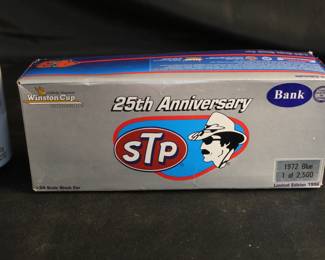 Winston Cup
25th Anniversary
Bank
STP
1972 Blue
1 of 2,500
1:24 Scale Stock Car
Limited Edition 1996